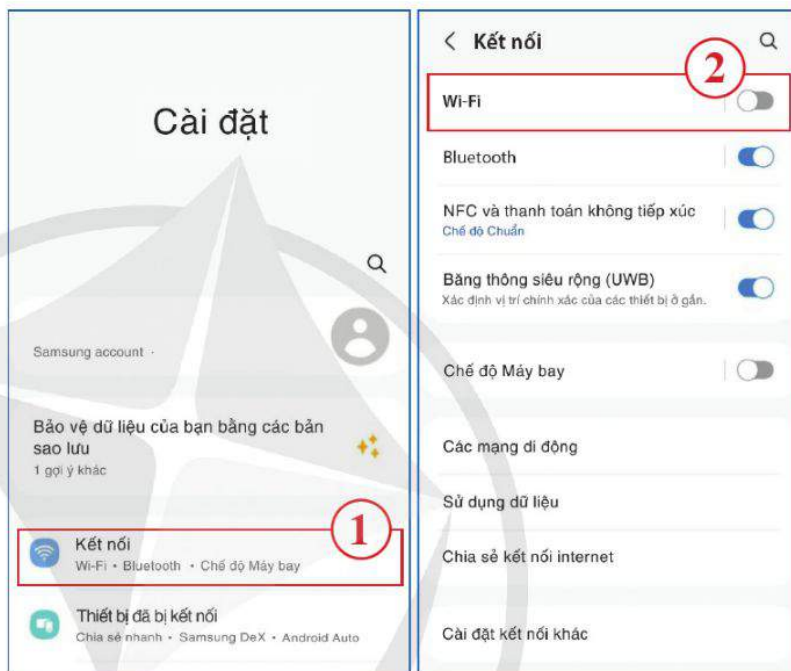 Cài đặt
Samsung account
Bảo vệ dữ liệu của bạn bằng các bản
sao lưu
1 gợi ý khác
1
Kết nối
Wi-Fi • Bluetooth • Chế độ Máy bay
Thiết bị đã bị kết nối
Chia sẻ nhanh • Samsung DeX • Android Auto
Kết nối
2
Wi-Fi
Bluetooth
NFC và thanh toán không tiếp xúc
Chế độ Chuẩn
Băng thông siêu rộng (UWB)
Xác định vị trí chính xác của các thiết bị ở gần.
Chế độ Máy bay
Các mạng di động
Sử dụng dữ liệu
Chia sẻ kết nối internet
Cài đặt kết nối khác